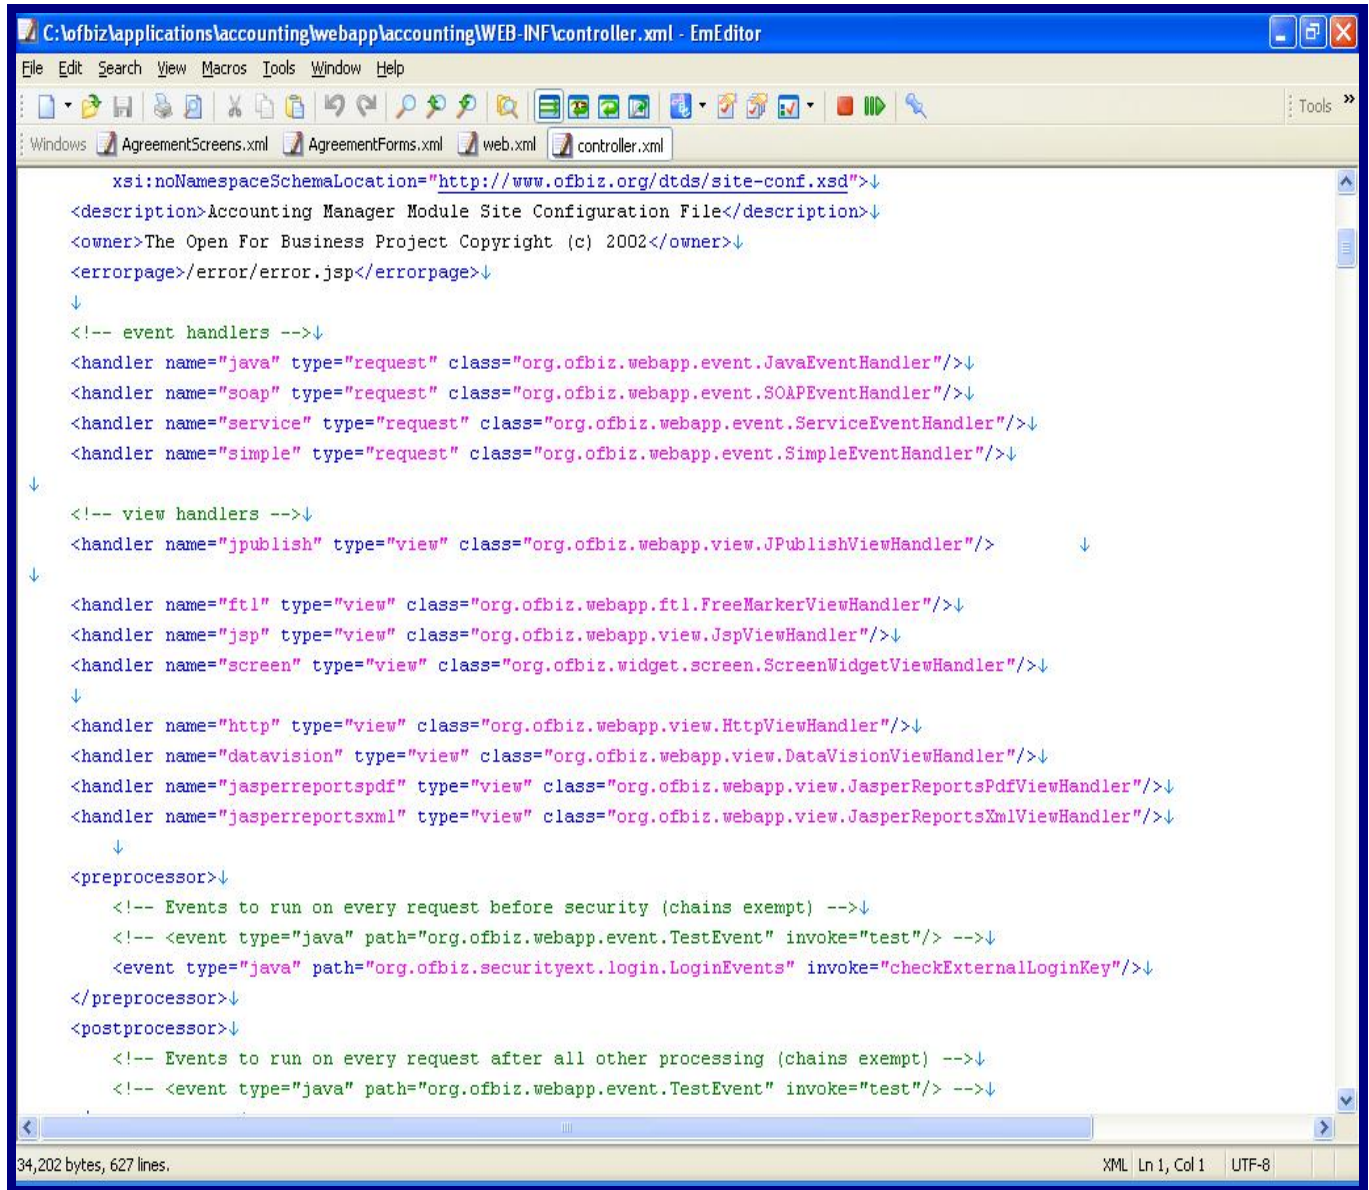 C:\ofbiz\applications\accounting\webapp\accounting\WEB-INF\controller.xml - EmEditor
File Edit Search View Macros Tools Window Help
Tools »
Windows AgreementScreens.xml AgreementForms.xml web.xml controller.xml
xsi:noNamespaceSchemaLocation="http://www.ofbiz.org/dtds/site-conf.xsd">↓
<description>Accounting Manager Module Site Configuration File</description>↓
<owner>The Open For Business Project Copyright (c) 2002</owner>↓
<errorpage>/error/error.jsp</errorpage>↓
↓
<!-- event handlers -->↓
<handler name="java" type="request" class="org.ofbiz.webapp.event.JavaEventHandler"/>↓
<handler name="soap" type="request" class="org.ofbiz.webapp.event.SOAPEventHandler"/>↓
<handler name="service" type="request" class="org.ofbiz.webapp.event.ServiceEventHandler"/>↓
<handler name="simple" type="request" class="org.ofbiz.webapp.event.SimpleEventHandler"/>↓
↓
<!-- view handlers -->↓
<handler name="jpublish" type="view" class="org.ofbiz.webapp.view.JPublishViewHandler"/> ↓
↓
<handler name="ftl" type="view" class="org.ofbiz.webapp.ftl.FreeMarkerViewHandler"/>↓
<handler name="jsp" type="view" class="org.ofbiz.webapp.view.JspViewHandler"/>↓
<handler name="screen" type="view" class="org.ofbiz.widget.screen.ScreenWidgetViewHandler"/>↓
↓
<handler name="http" type="view" class="org.ofbiz.webapp.view.HttpViewHandler"/>↓
<handler name="datavision" type="view" class="org.ofbiz.webapp.view.DataVisionViewHandler"/>↓
<handler name="jasperreportspdf" type="view" class="org.ofbiz.webapp.view.JasperReportsPdfViewHandler"/>↓
<handler name="jasperreportsxml" type="view" class="org.ofbiz.webapp.view.JasperReportsXmlViewHandler"/>↓
↓
<preprocessor>↓
<!-- Events to run on every request before security (chains exempt) -->↓
<!-- <event type="java" path="org.ofbiz.webapp.event.TestEvent" invoke="test"/> -->↓
<event type="java" path="org.ofbiz.securityext.login.LoginEvents" invoke="checkExternalLoginKey"/>↓
</preprocessor>↓
<postprocessor>↓
<!-- Events to run on every request after all other processing (chains exempt) -->↓
<!-- <event type="java" path="org.ofbiz.webapp.event.TestEvent" invoke="test"/> -->↓
34,202 bytes, 627 lines. XML Ln 1, Col 1 UTF-8